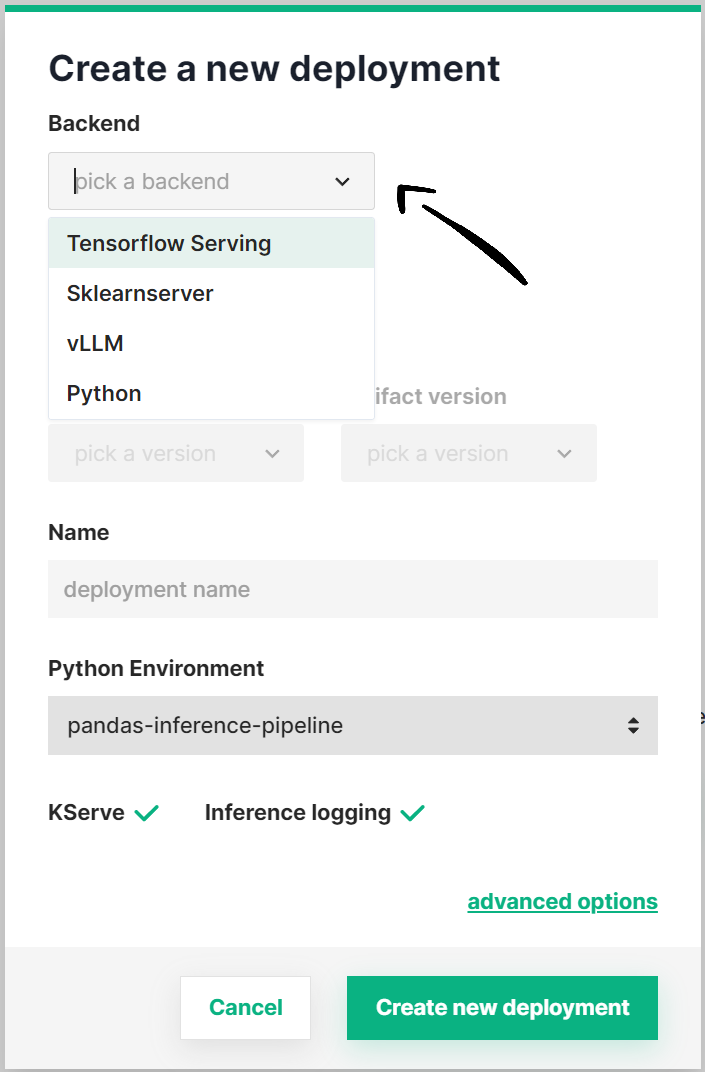 Create a new deployment
Backend
pick a backend
Tensorflow Serving
Sklearnserver
vLLM
Python
ifact version
pick a version pick a version
Name
deployment name
Python Environment
pandas-inference-pipeline
KServe Inference logging
advanced options
Cancel Create new deployment